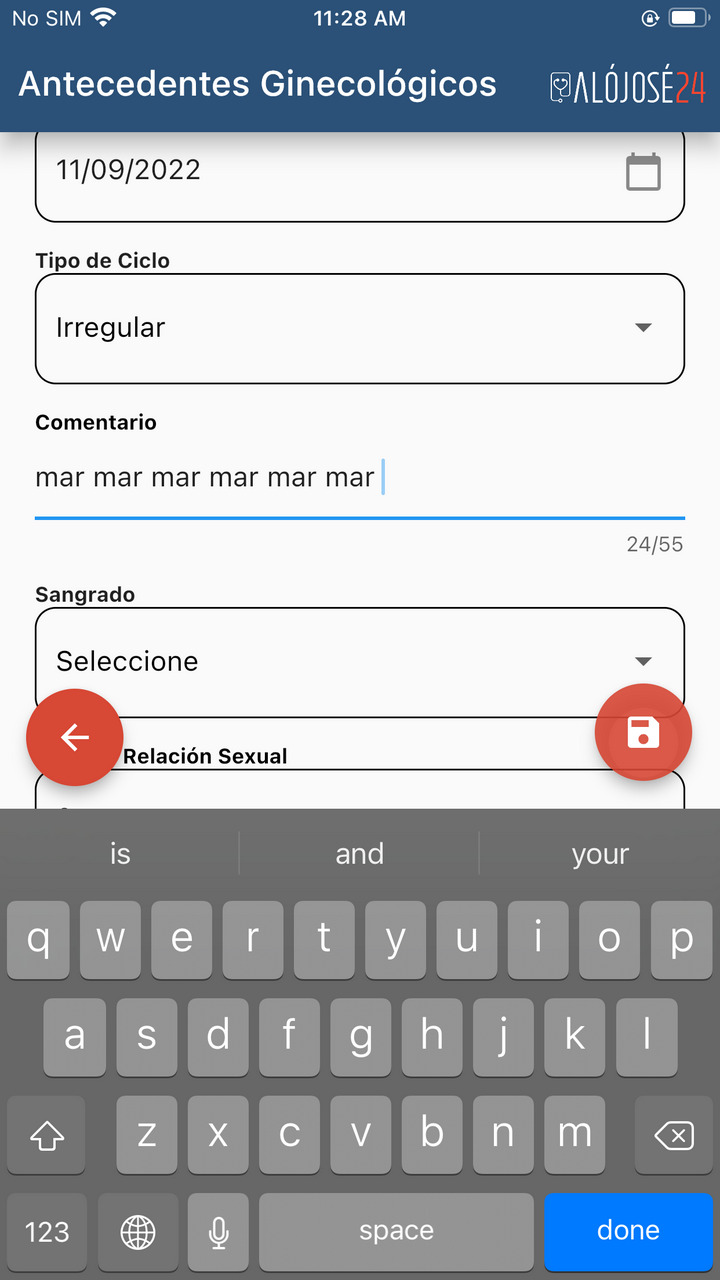 No SIM 11:28 AM
Antecedentes Ginecológicos ALÓJOSÉ24
11/09/2022
Tipo de Ciclo
Irregular
Comentario
mar mar mar mar mar mar
24/55
Sangrado
Seleccione
Relación Sexual
is and your
q w e r t y u i o p
a s d f g h j k l
z x c v b n m
123 space done